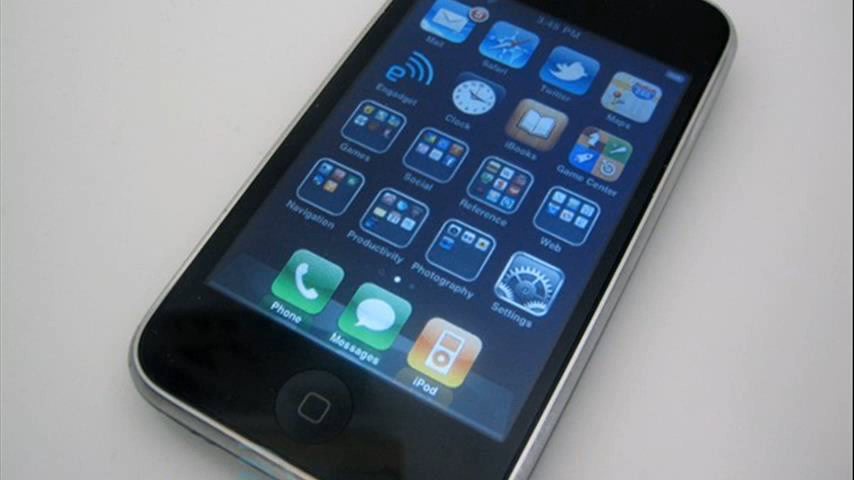 3:45 PM
Mail
Safari
Twitter
Maps
Engadget
Clock
iBooks
Game Center
Games
Social
Reference
Web
Navigation
Productivity
Photography
Settings
Phone
Messages
iPod